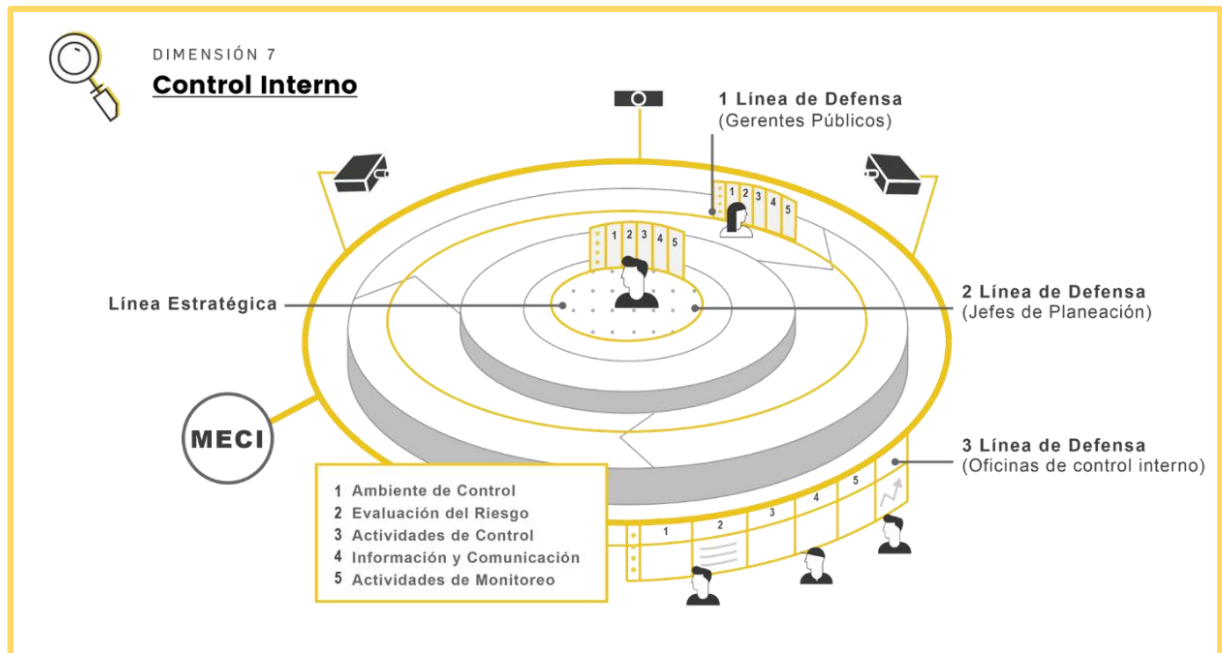 DIMENSIÓN 7
Control Interno
1 Línea de Defensa
(Gerentes Públicos)
1 2 3 4 5
1 2 3 4 5
Línea Estratégica
2 Línea de Defensa
(Jefes de Planeación)
MECI
3 Línea de Defensa
(Oficinas de control interno)
1 Ambiente de Control
2 Evaluación del Riesgo
3 Actividades de Control
4 Información y Comunicación
5 Actividades de Monitoreo
1 2 3 4 5